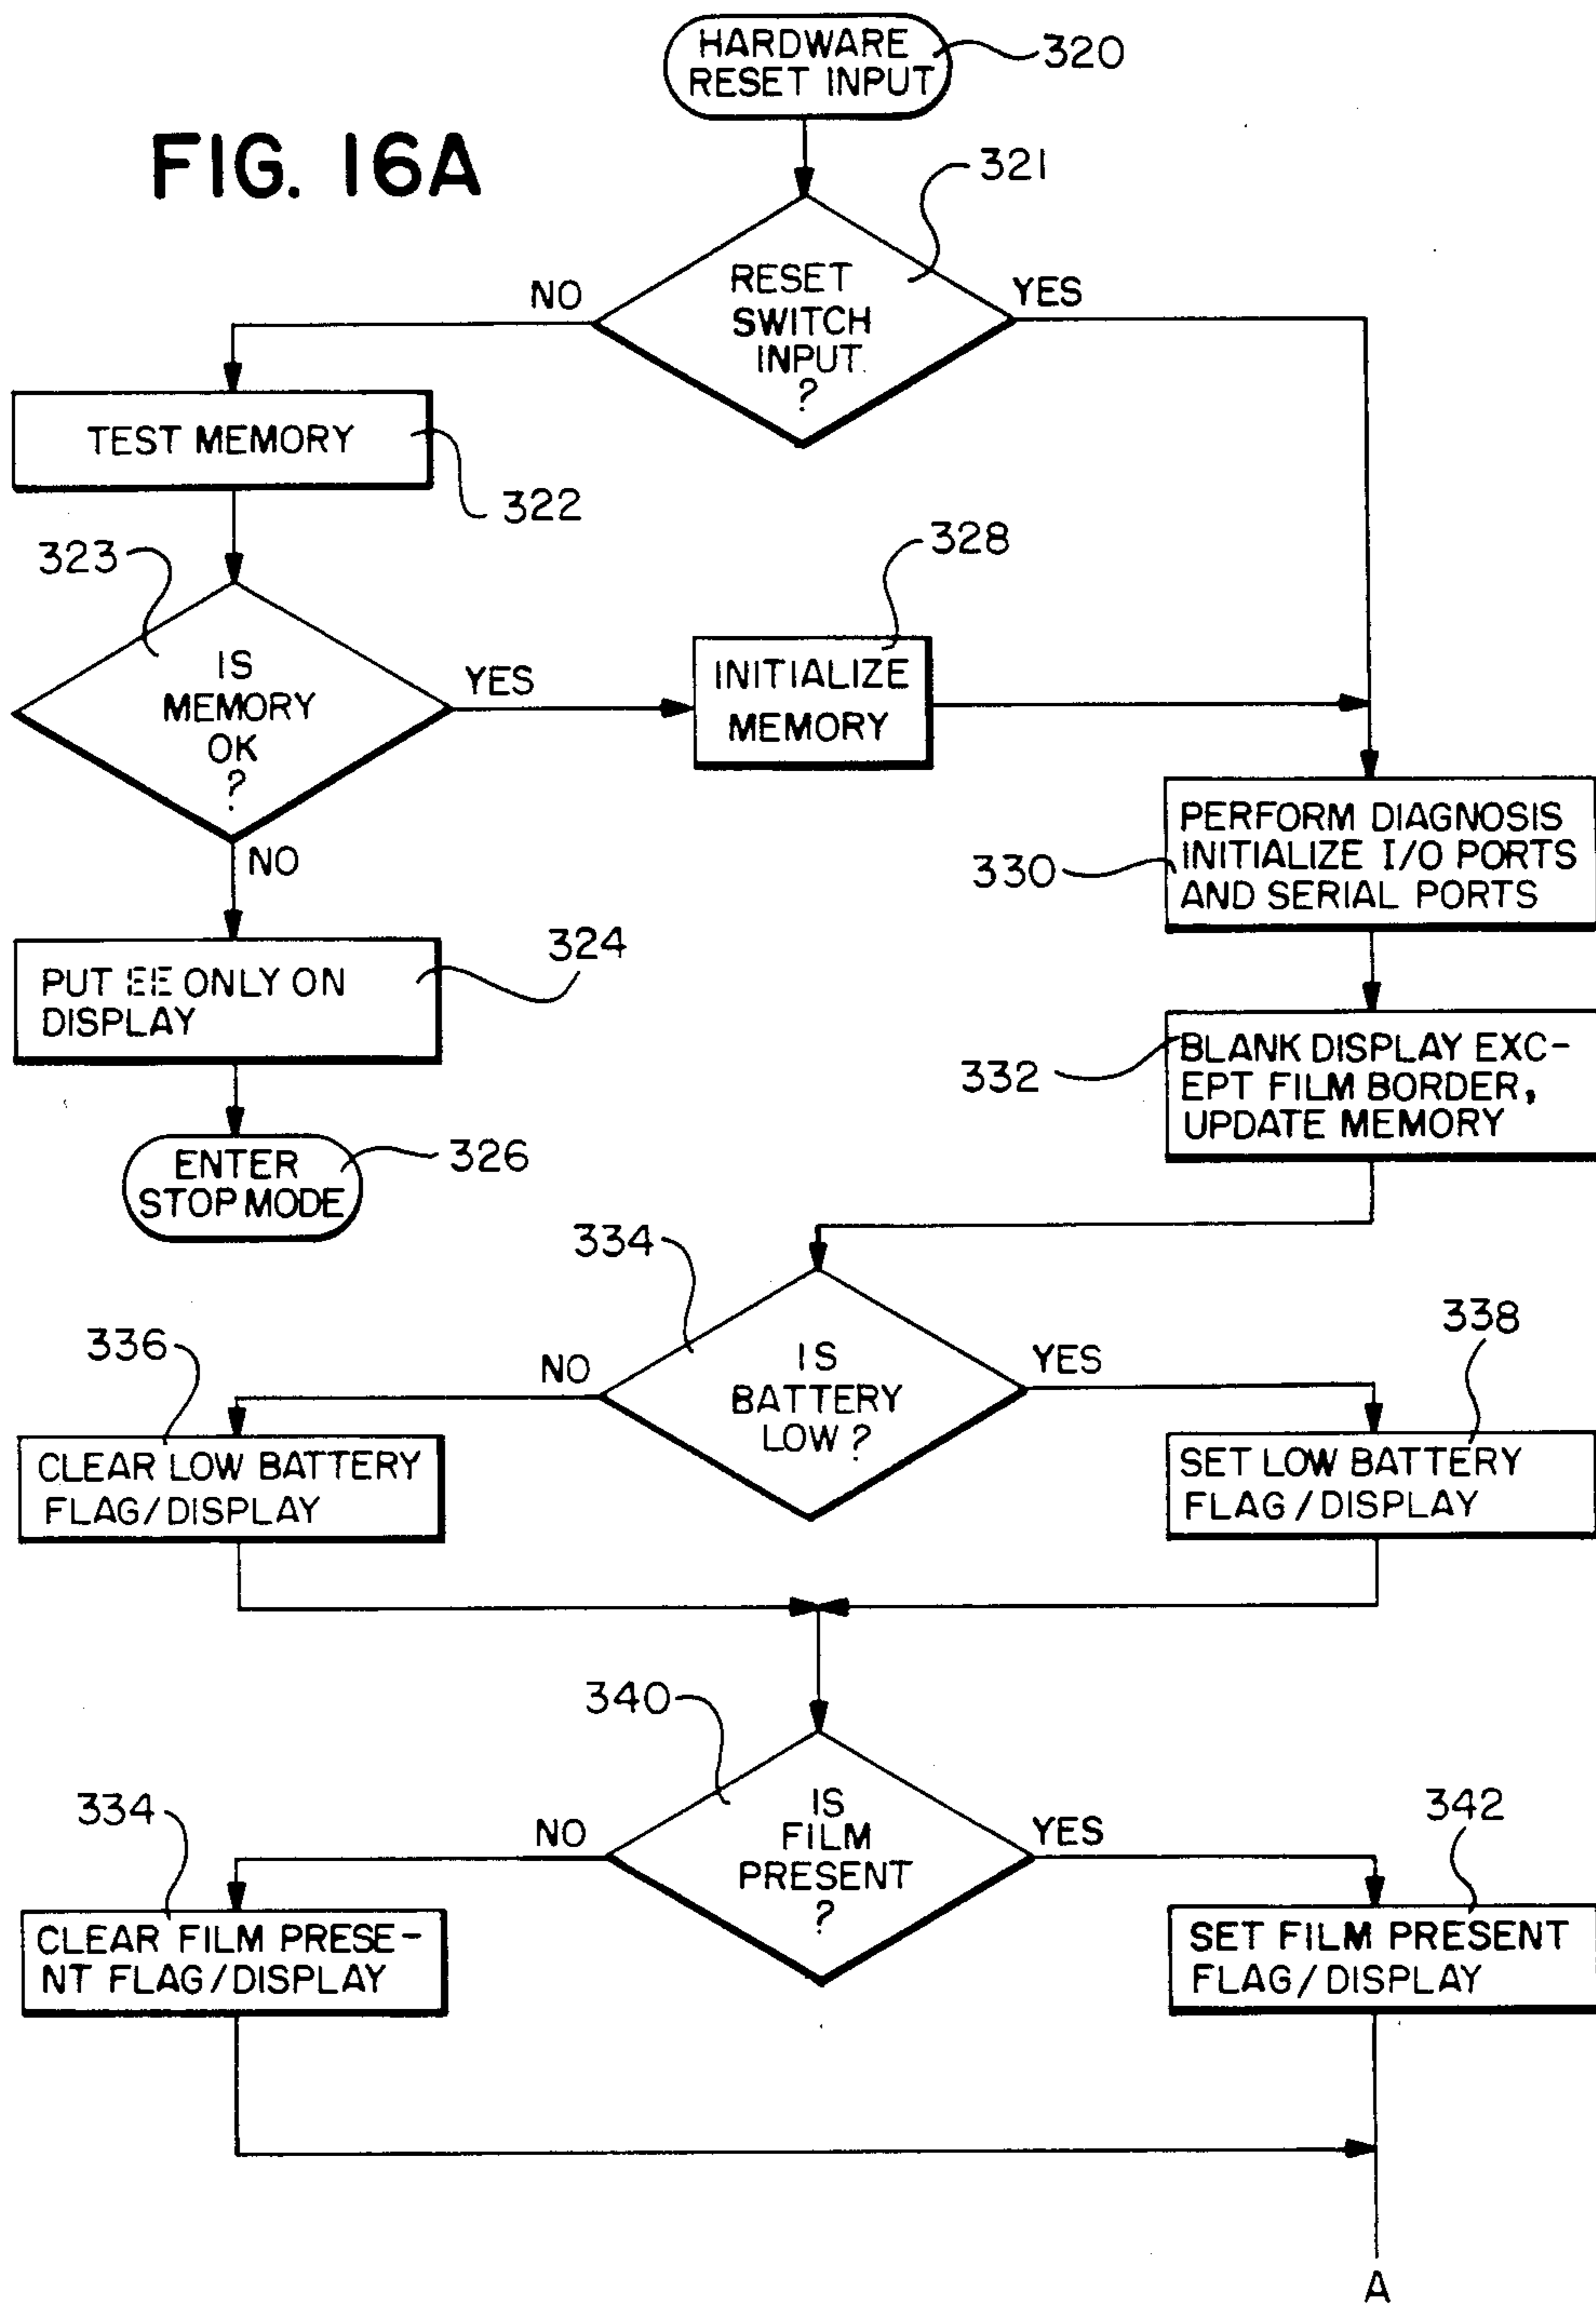 HARDWARE
RESET INPUT
320
FIG. 16A
321
RESET
SWITCH
INPUT
?
NO
YES
TEST MEMORY
322
323
IS
MEMORY
OK
?
YES
NO
328
INITIALIZE
MEMORY
330
PERFORM DIAGNOSIS
INITIALIZE I/O PORTS
AND SERIAL PORTS
324
PUT EE ONLY ON
DISPLAY
332
BLANK DISPLAY EXC-
EPT FILM BORDER,
UPDATE MEMORY
ENTER
STOP MODE
326
334
IS
BATTERY
LOW ?
NO
YES
336
CLEAR LOW BATTERY
FLAG/DISPLAY
338
SET LOW BATTERY
FLAG/DISPLAY
340
IS
FILM
PRESENT
?
NO
YES
334
CLEAR FILM PRESE-
NT FLAG/DISPLAY
342
SET FILM PRESENT
FLAG/DISPLAY
A